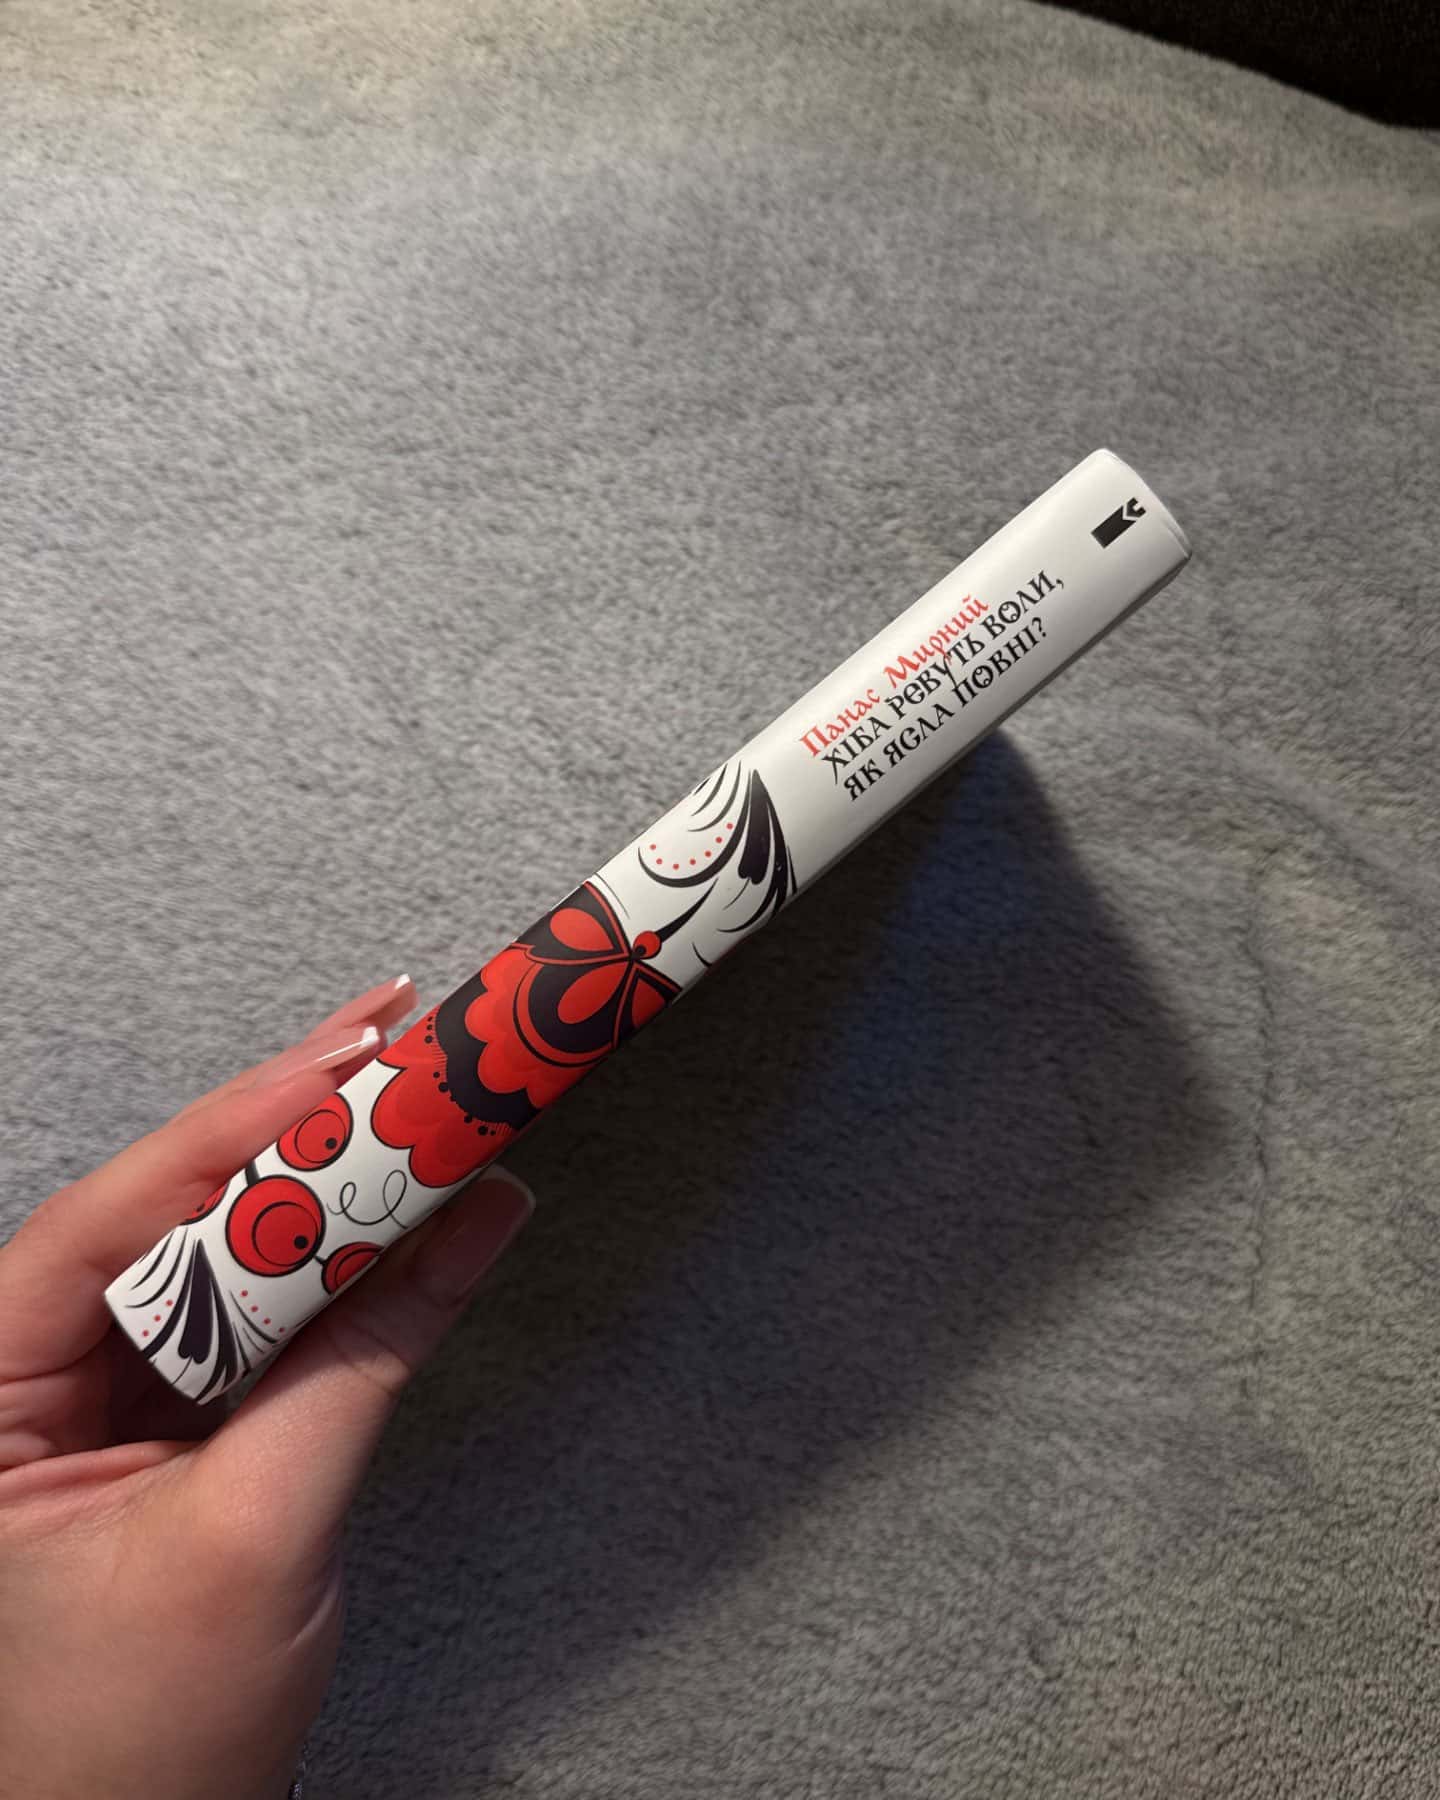 Панас Мирний
ХІБА РЕВУТЬ ВОЛИ,
ЯК ЯСЛА ПОВНІ?